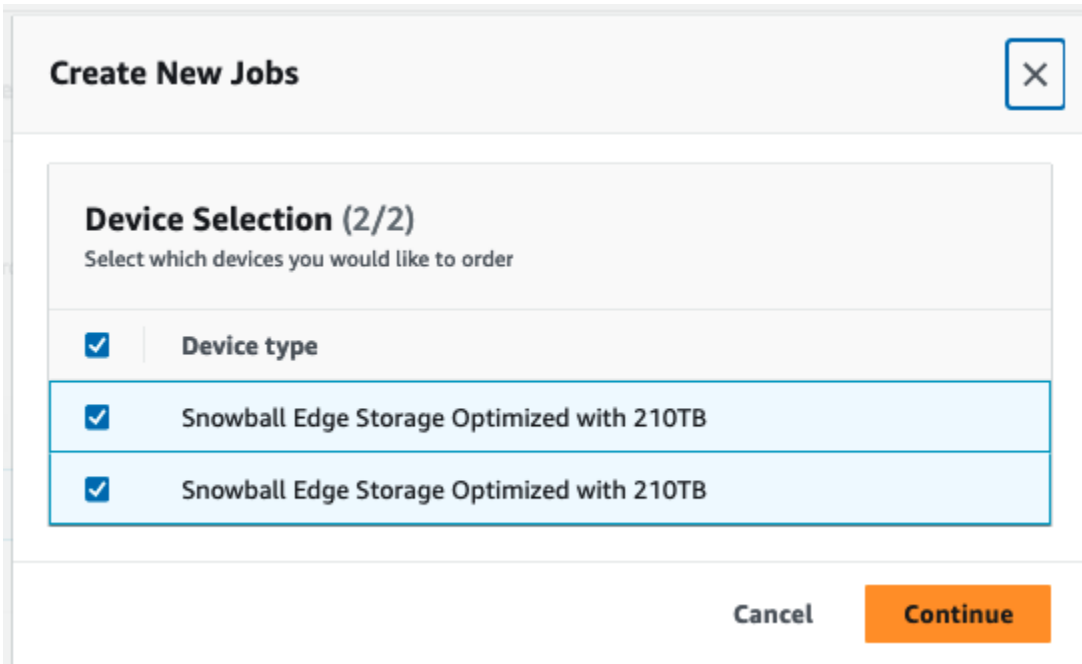 Create New Jobs
Device Selection (2/2)
Select which devices you would like to order
Device type
Snowball Edge Storage Optimized with 210TB
Snowball Edge Storage Optimized with 210TB
Cancel Continue